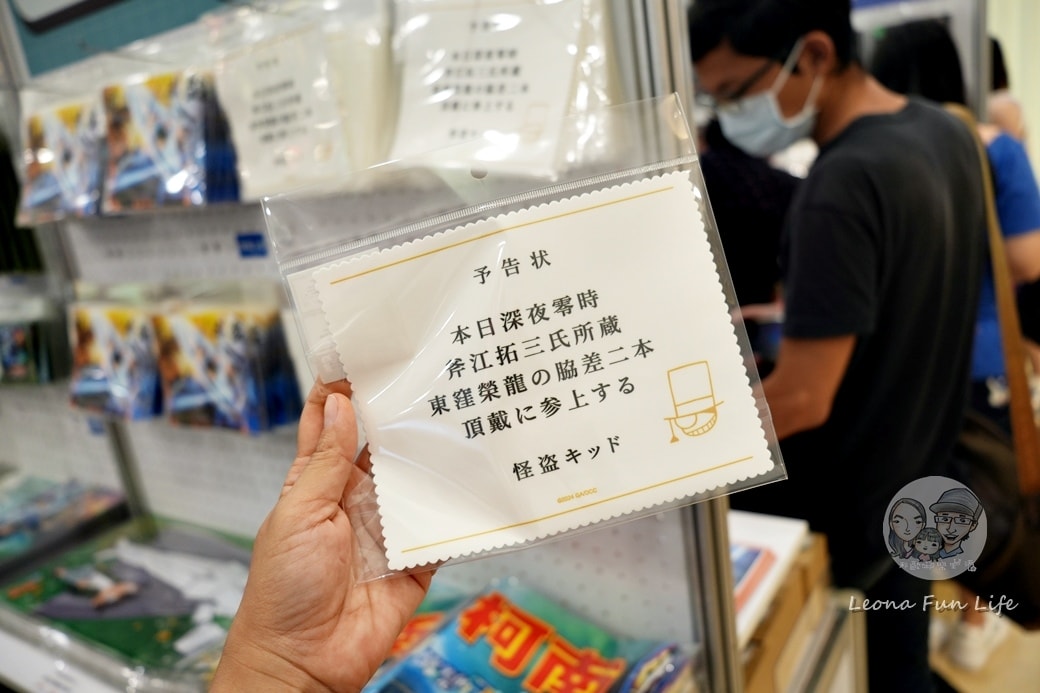 予告状
本日深夜零時
斧江拓三氏所蔵
東窪榮龍の脇差二本
頂戴に参上する
怪盗キッド
柯南
Leona Fun Life